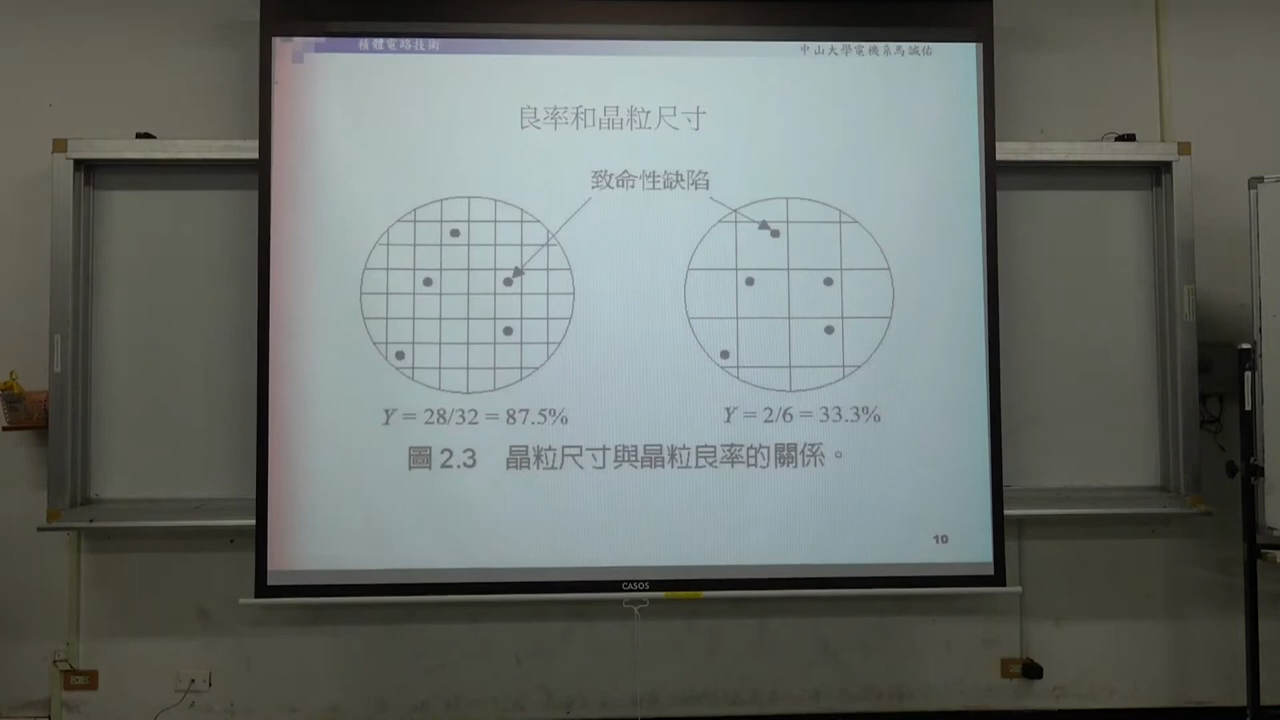 積體電路技術
中山大學電機系馬誠佑
良率和晶粒尺寸
致命性缺陷
Y = 28/32 = 87.5%
Y = 2/6 = 33.3%
圖 2.3 晶粒尺寸與晶粒良率的關係。
10
CASOS